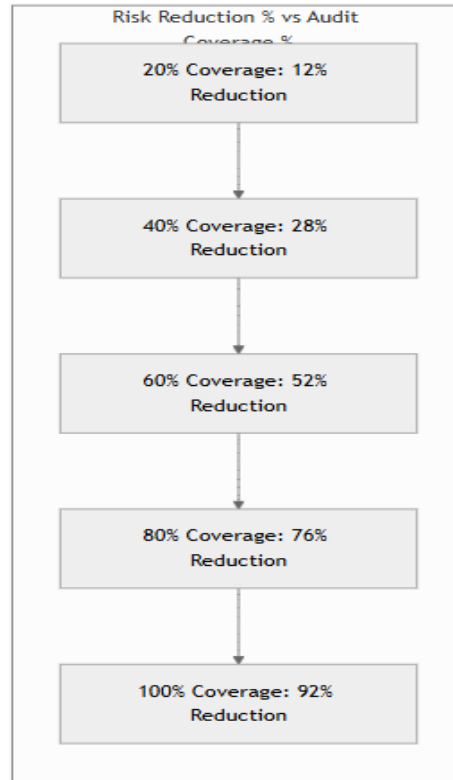 Risk Reduction % vs Audit
Coverage %
20% Coverage: 12%
Reduction
40% Coverage: 28%
Reduction
60% Coverage: 52%
Reduction
80% Coverage: 76%
Reduction
100% Coverage: 92%
Reduction